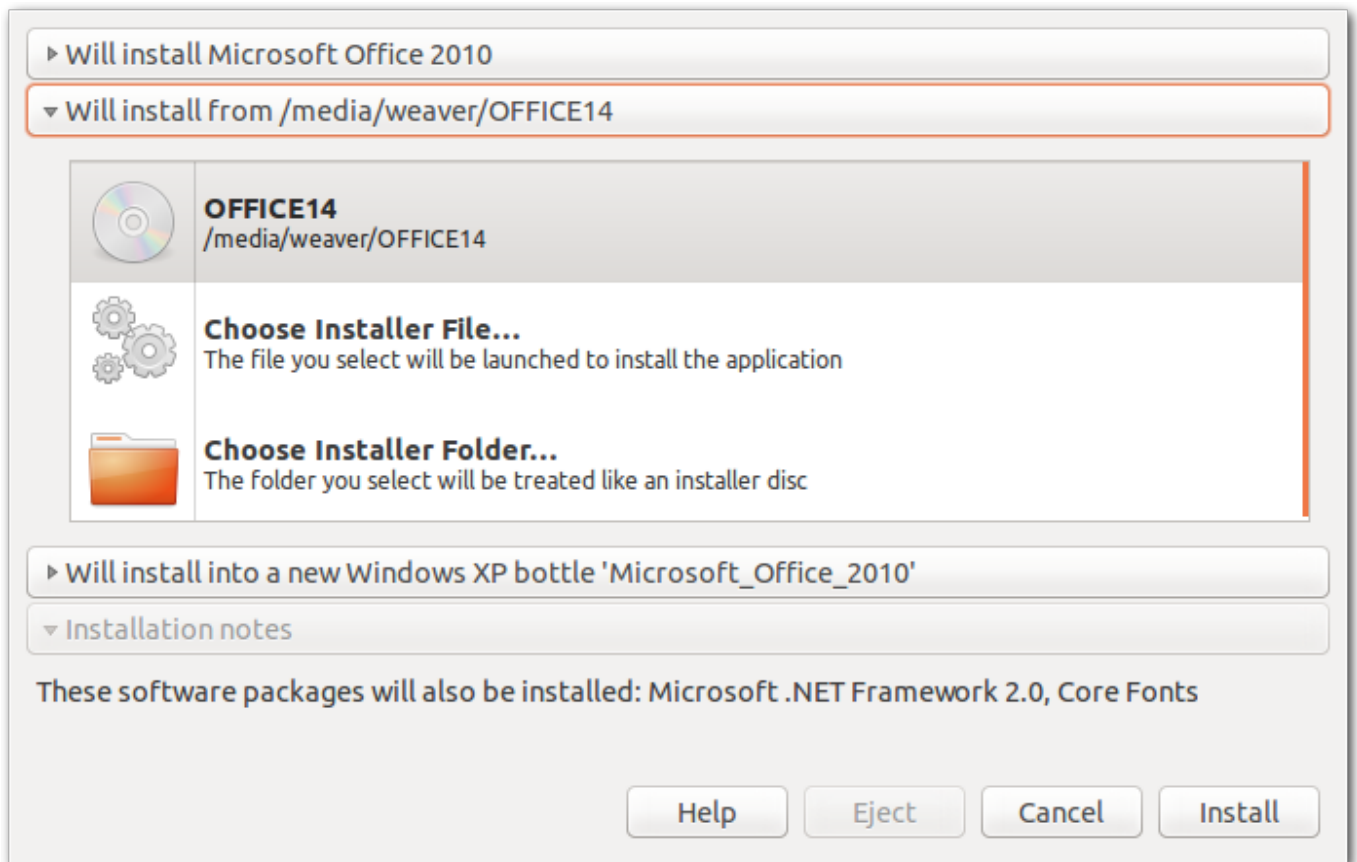 Will install Microsoft Office 2010
Will install from /media/weaver/OFFICE14
OFFICE14
/media/weaver/OFFICE14
Choose Installer File...
The file you select will be launched to install the application
Choose Installer Folder...
The folder you select will be treated like an installer disc
Will install into a new Windows XP bottle 'Microsoft_Office_2010'
Installation notes
These software packages will also be installed: Microsoft .NET Framework 2.0, Core Fonts
Help Eject Cancel Install